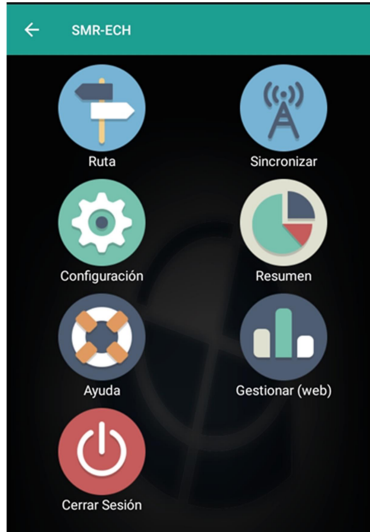 SMR-ECH
Ruta
Sincronizar
Configuración
Resumen
Ayuda
Gestionar (web)
Cerrar Sesión